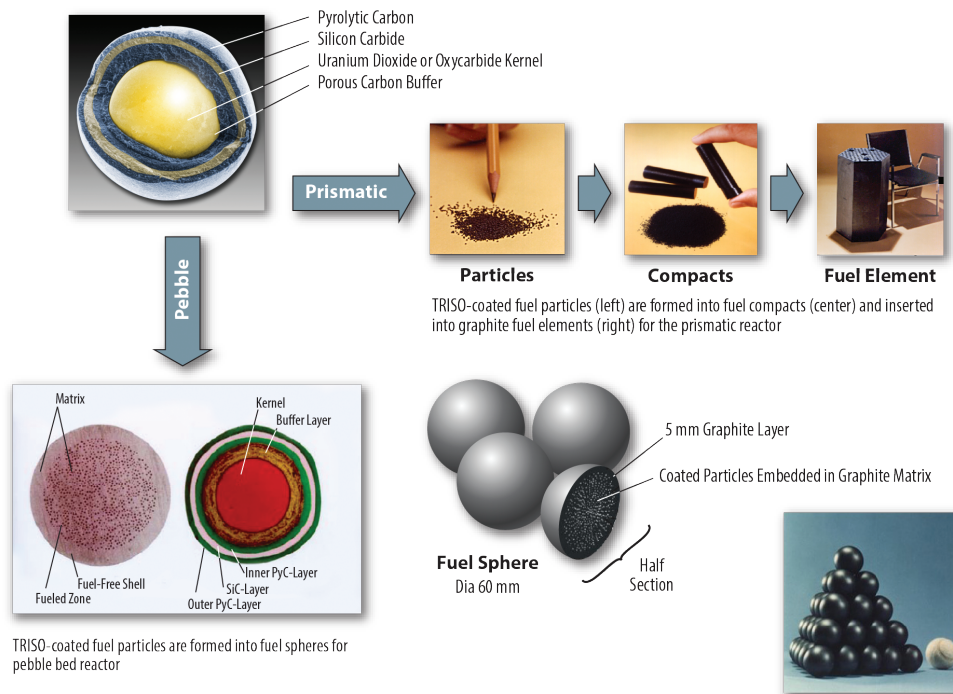 Pyrolytic Carbon
Silicon Carbide
Uranium Dioxide or Oxycarbide Kernel
Porous Carbon Buffer
Prismatic
Particles
Compacts
Fuel Element
TRISO-coated fuel particles (left) are formed into fuel compacts (center) and inserted
into graphite fuel elements (right) for the prismatic reactor
Pebble
Matrix
Kernel
Buffer Layer
Fuel-Free Shell
Fueled Zone
Inner PyC-Layer
SiC-Layer
Outer PyC-Layer
TRISO-coated fuel particles are formed into fuel spheres for
pebble bed reactor
5 mm Graphite Layer
Coated Particles Embedded in Graphite Matrix
Fuel Sphere
Dia 60 mm
Half
Section